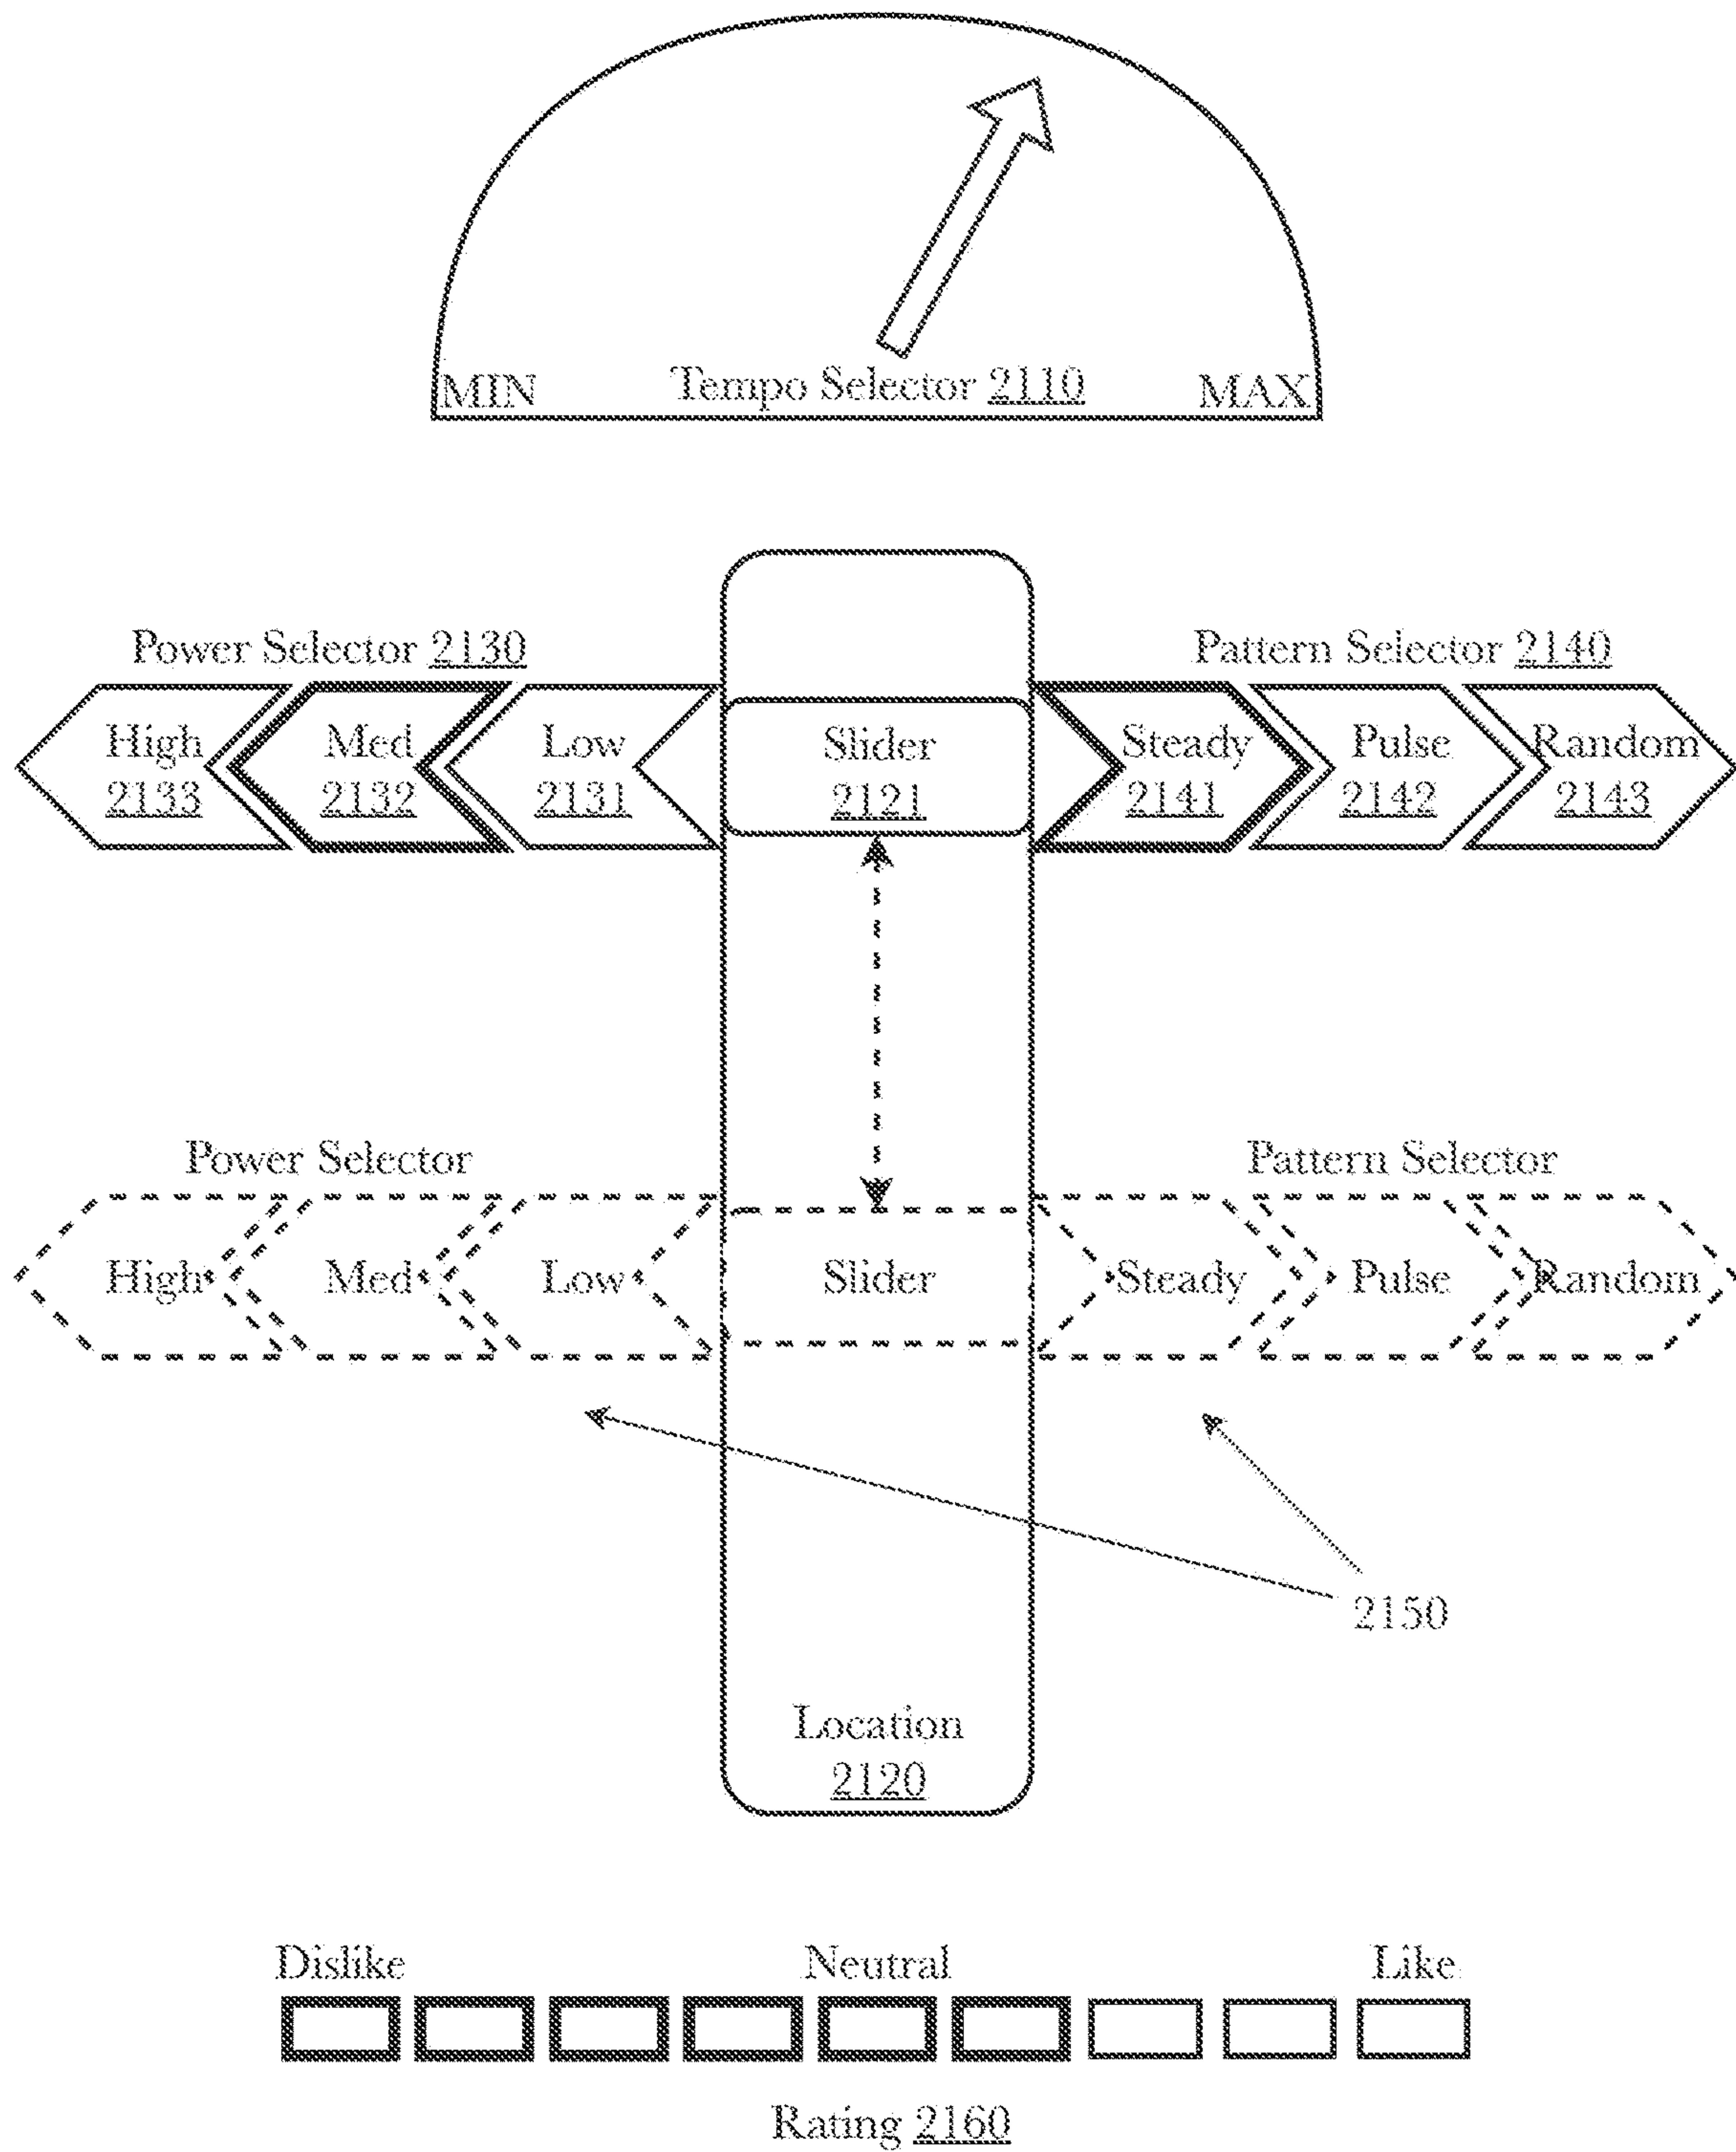 MIN Tempo Selector 2110 MAX
Power Selector 2130 Pattern Selector 2140
High Med Low Slider Steady Pulse Random
2133 2132 2131 2121 2141 2142 2143
Power Selector Pattern Selector
High Med Low Slider Steady Pulse Random
2150
Location
2120
Dislike Neutral Like
Rating 2160